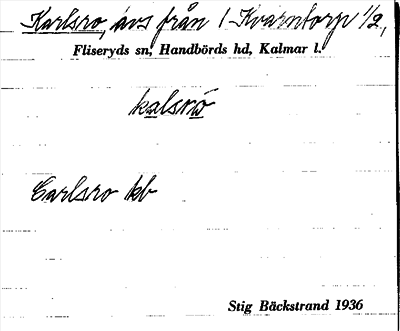 Karlsro, avs från 1 Kvarntorp 1/2,
Fliseryds sn, Handbörds hd, Kalmar l.
kalsrö
Carlsro kb
Stig Bäckstrand 1936